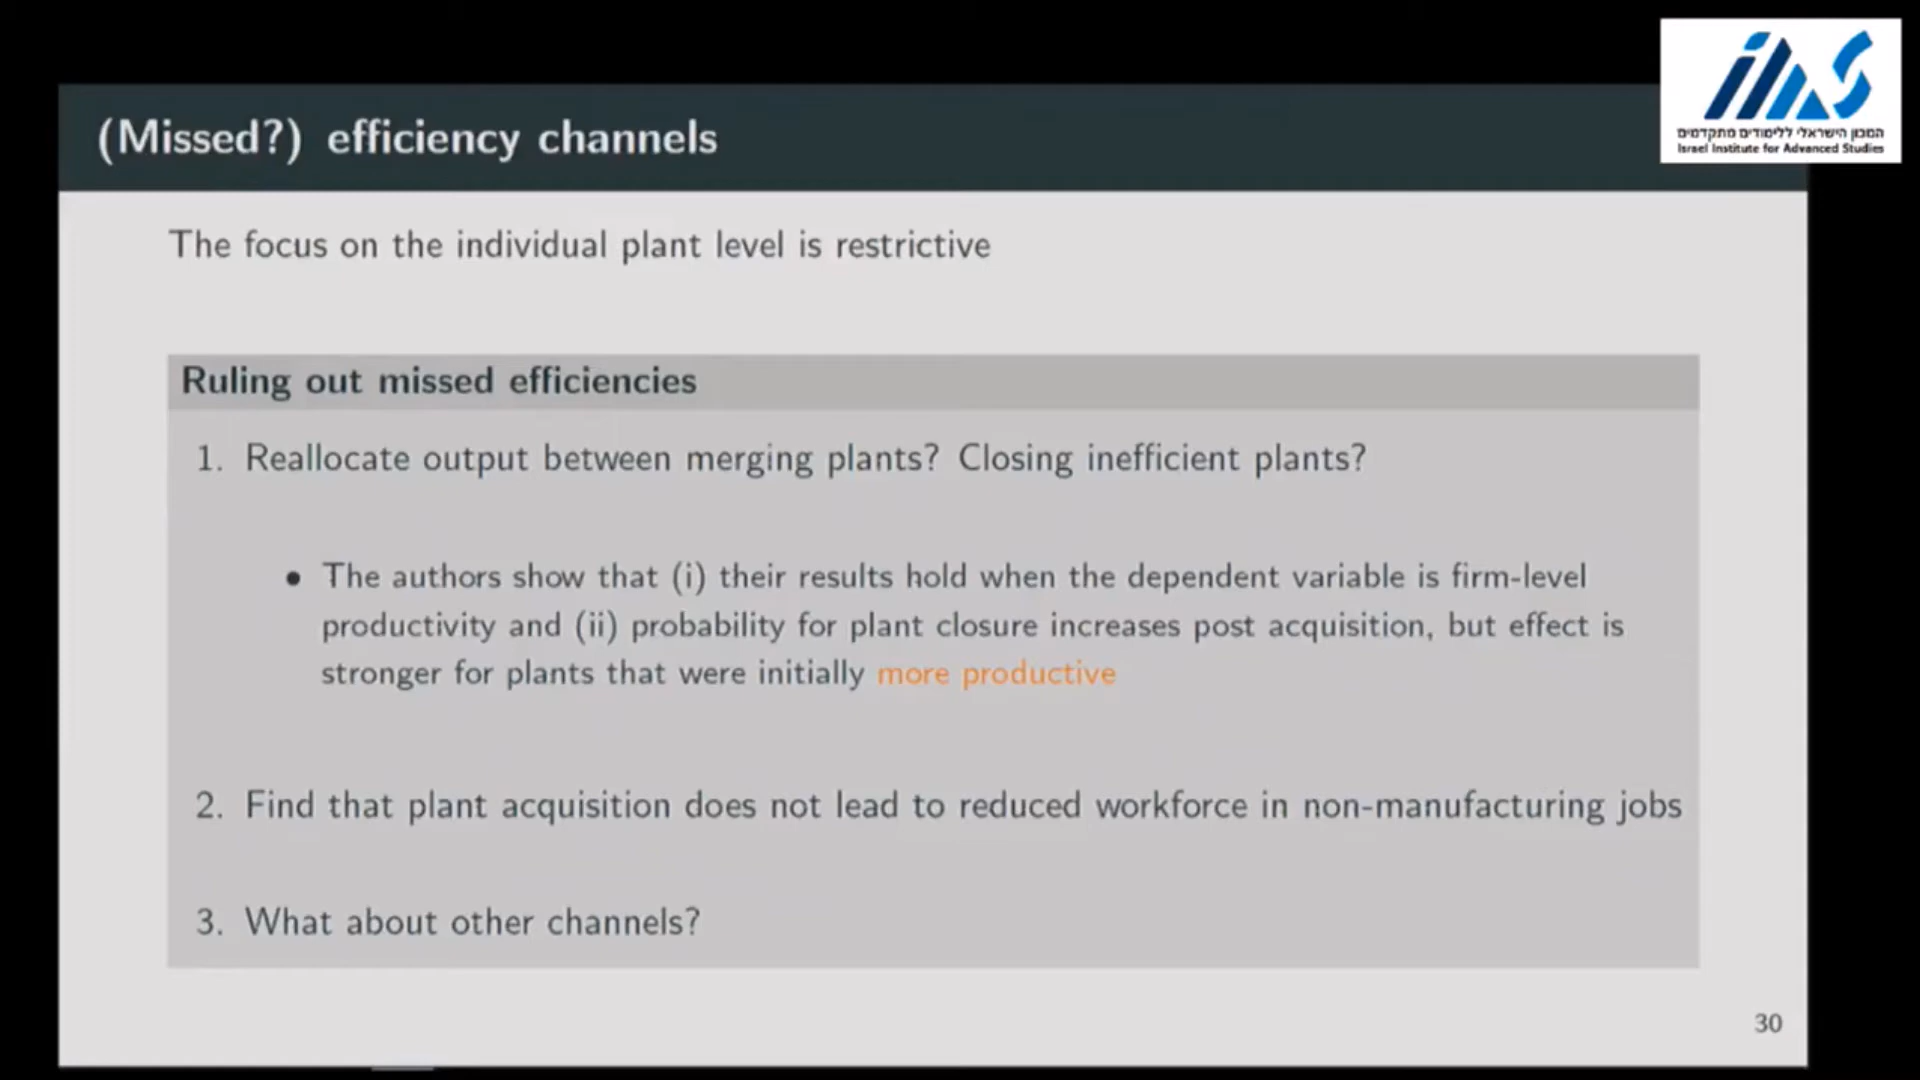 המכון הישראלי ללימודים מתקדמים
Israel Institute for Advanced Studies
(Missed?) efficiency channels
The focus on the individual plant level is restrictive
Ruling out missed efficiencies
1. Reallocate output between merging plants? Closing inefficient plants?
• The authors show that (i) their results hold when the dependent variable is firm-level
productivity and (ii) probability for plant closure increases post acquisition, but effect is
stronger for plants that were initially more productive
2. Find that plant acquisition does not lead to reduced workforce in non-manufacturing jobs
3. What about other channels?
30